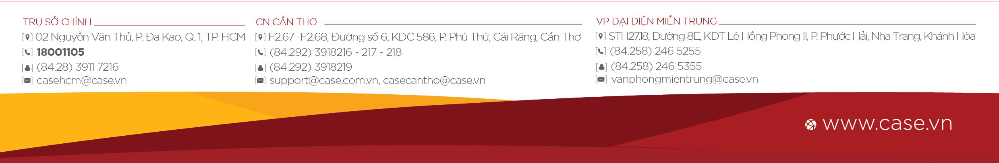 TRỤ SỞ CHÍNH
02 Nguyễn Văn Thủ, P. Đa Kao, Q. 1, TP. HCM
18001105
(84.28) 3911 7216
casehcm@case.vn
CN CẦN THƠ
F2.67 -F2.68, Đường số 6, KDC 586, P. Phú Thứ, Cái Răng, Cần Thơ
(84.292) 3918216 - 217 - 218
(84.292) 3918219
support@case.com.vn, casecantho@case.vn
VP ĐẠI DIỆN MIỀN TRUNG
STH27.18, Đường 8E, KĐT Lê Hồng Phong II, P. Phước Hải, Nha Trang, Khánh Hòa
(84.258) 246 5255
(84.258) 246 5355
vanphongmientrung@case.vn
www.case.vn